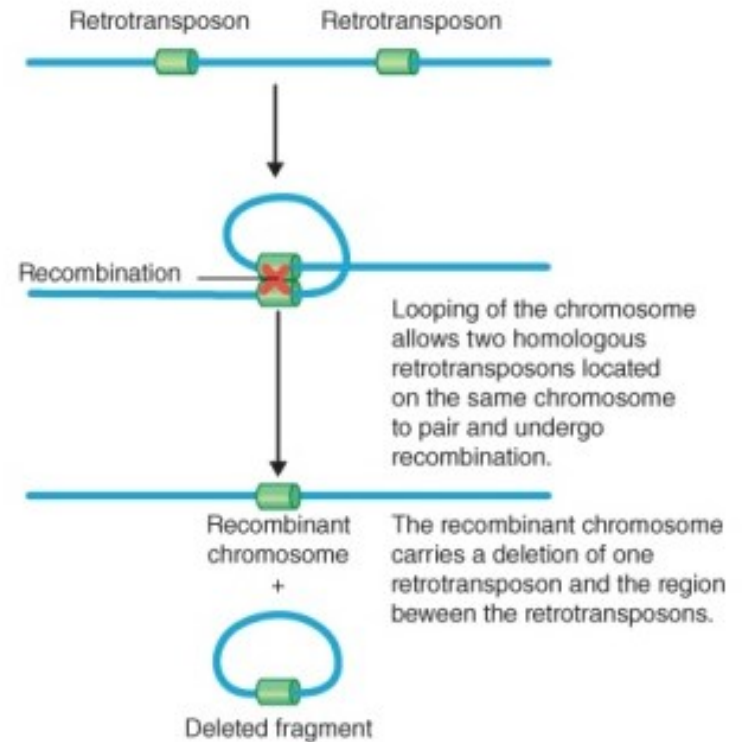 Retrotransposon
Retrotransposon
Recombination
Looping of the chromosome
allows two homologous
retrotransposons located
on the same chromosome
to pair and undergo
recombination.
Recombinant
chromosome
+
The recombinant chromosome
carries a deletion of one
retrotransposon and the region
beween the retrotransposons.
Deleted fragment